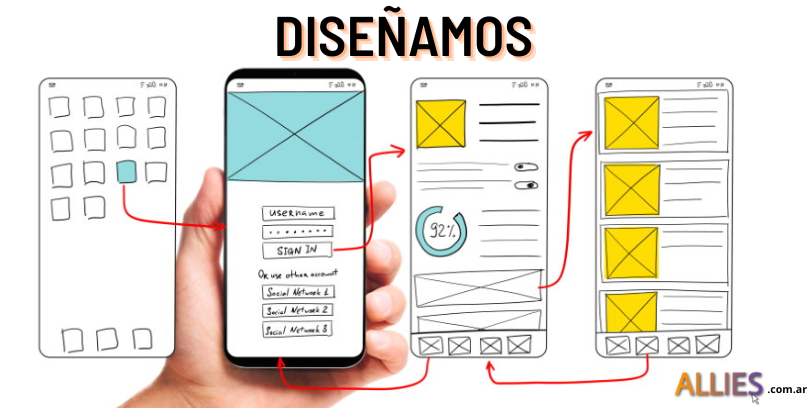 DISEÑAMOS
username
SIGN IN
Or use other account
Social Network 1
Social Network 2
Social Network 3
92%
ALLIES .com.ar